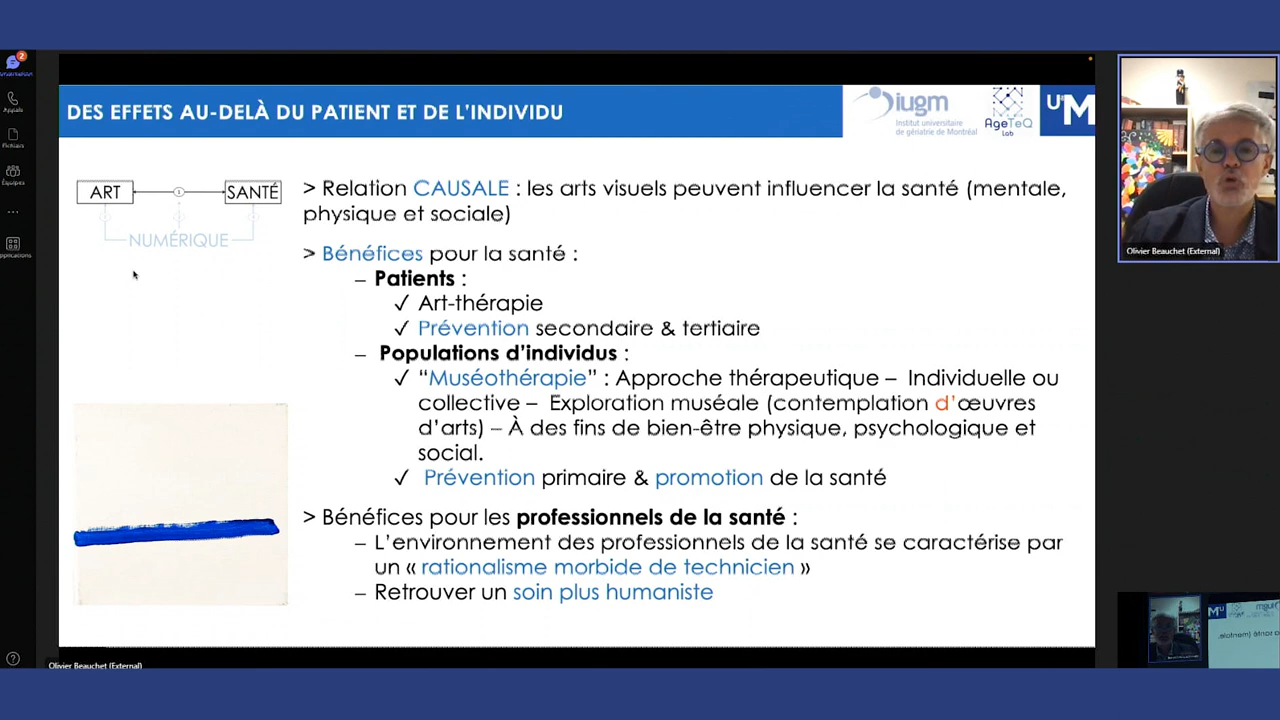 2
Appels
Fichiers
Équipes
DES EFFETS AU-DELÀ DU PATIENT ET DE L'INDIVIDU
iugm
Institut universitaire
de gériatrie de Montréal
AgeTeQ
Lab
ART
1
SANTÉ
NUMÉRIQUE
> Relation CAUSALE : les arts visuels peuvent influencer la santé (mentale,
physique et sociale)
> Bénéfices pour la santé :
– Patients :
✓ Art-thérapie
✓ Prévention secondaire & tertiaire
– Populations d'individus :
✓ “Muséothérapie” : Approche thérapeutique – Individuelle ou
collective – Exploration muséale (contemplation d'œuvres
d'arts) – À des fins de bien-être physique, psychologique et
social.
✓ Prévention primaire & promotion de la santé
> Bénéfices pour les professionnels de la santé :
– L'environnement des professionnels de la santé se caractérise par
un « rationalisme morbide de technicien »
– Retrouver un soin plus humaniste
Olivier Beauchet (External)
Olivier Beauchet (External)